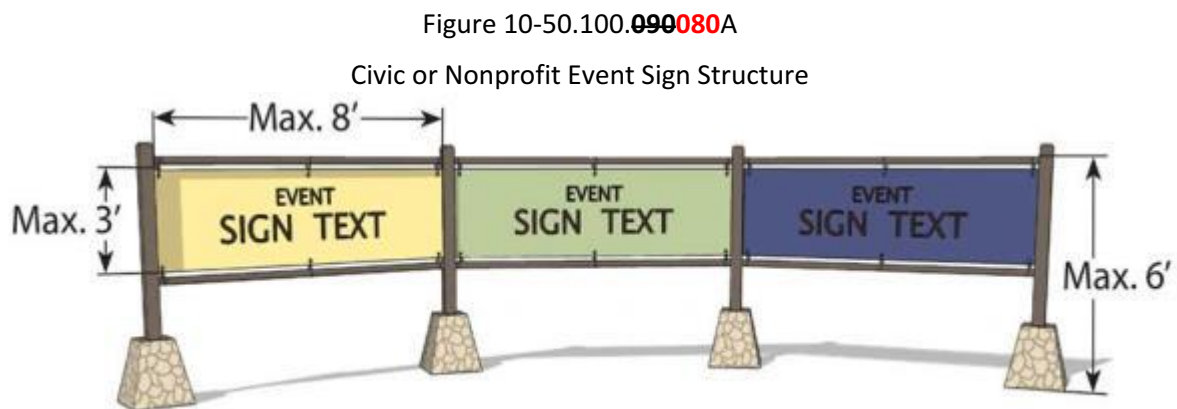 Figure 10-50.100.090080A
Civic or Nonprofit Event Sign Structure
Max. 8′
Max. 3′
EVENT
SIGN TEXT
EVENT
SIGN TEXT
EVENT
SIGN TEXT
Max. 6′